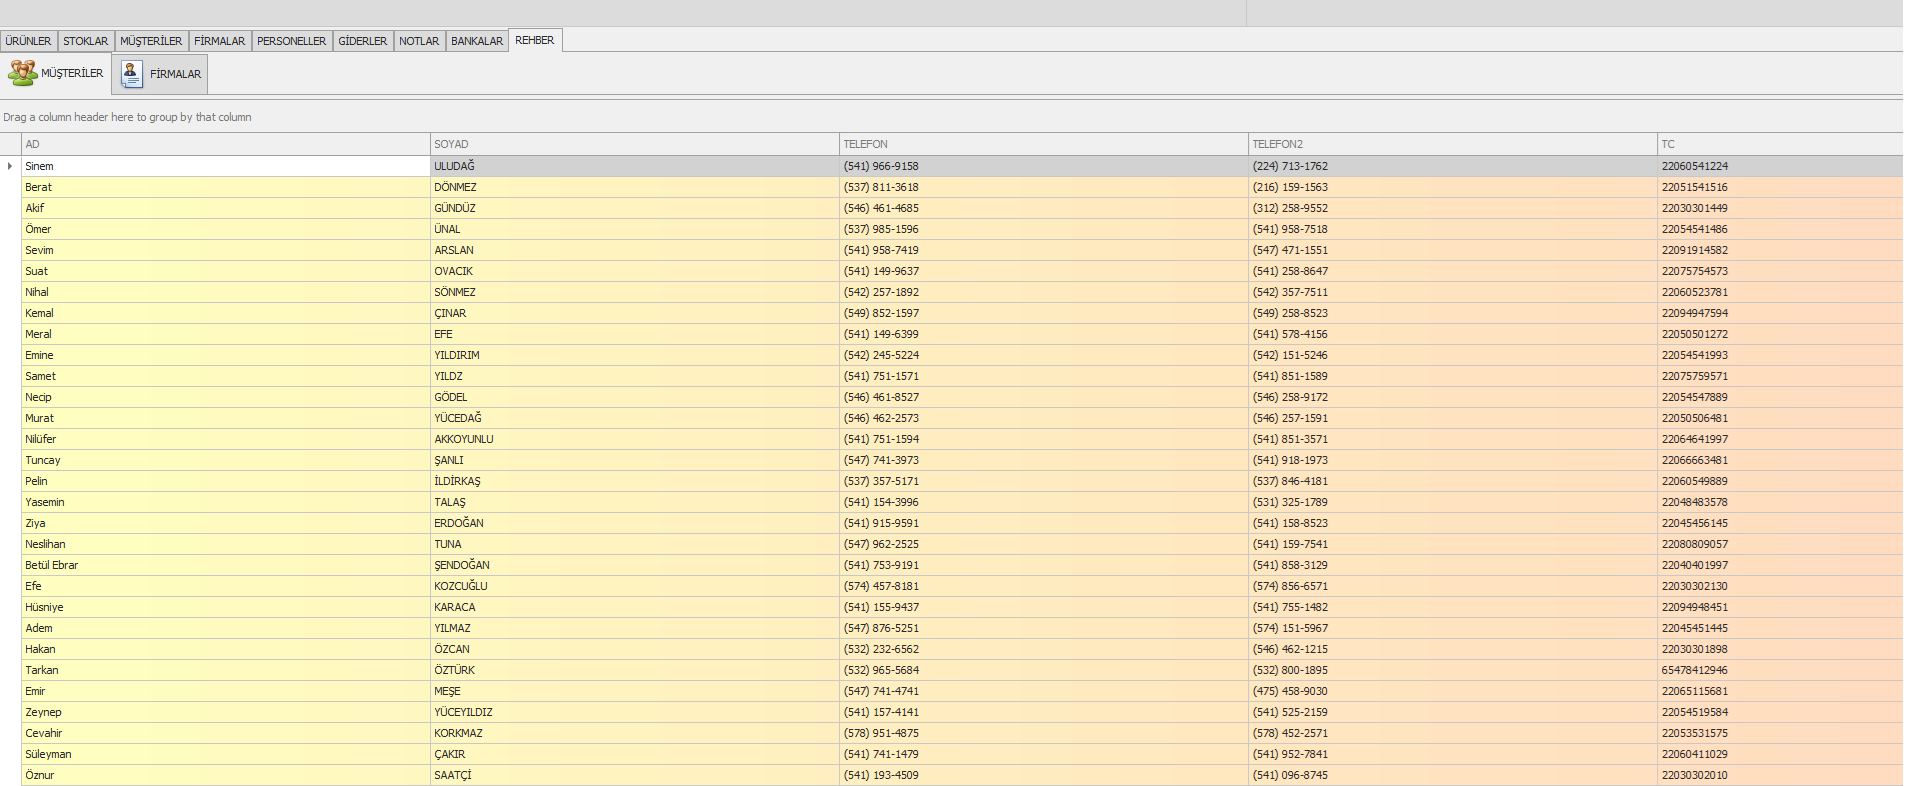 ÜRÜNLER STOKLAR MÜŞTERİLER FİRMALAR PERSONELLER GİDERLER NOTLAR BANKALAR REHBER
MÜŞTERİLER FİRMALAR
Drag a column header here to group by that column
AD SOYAD TELEFON TELEFON2 TC
Sinem ULUDAĞ (541) 966-9158 (224) 713-1762 22060541224
Berat DÖNMEZ (537) 811-3618 (216) 159-1563 22051541516
Akif GÜNDÜZ (546) 461-4685 (312) 258-9552 22030301449
Ömer ÜNAL (537) 985-1596 (541) 958-7518 22054541486
Sevim ARSLAN (541) 958-7419 (547) 471-1551 22091914582
Suat OVACIK (541) 149-9637 (541) 258-8647 22075754573
Nihal SÖNMEZ (542) 257-1892 (542) 357-7511 22060523781
Kemal ÇINAR (549) 852-1597 (549) 258-8523 22094947594
Meral EFE (541) 149-6399 (541) 578-4156 22050501272
Emine YILDIRIM (542) 245-5224 (542) 151-5246 22054541993
Samet YILDZ (541) 751-1571 (541) 851-1589 22075759571
Necip GÖDEL (546) 461-8527 (546) 258-9172 22054547889
Murat YÜCEDAĞ (546) 462-2573 (546) 257-1591 22050506481
Nilüfer AKKOYUNLU (541) 751-1594 (541) 851-3571 22064641997
Tuncay ŞANLI (547) 741-3973 (541) 918-1973 22066663481
Pelin İLDİRKAŞ (537) 357-5171 (537) 846-4181 22060549889
Yasemin TALAŞ (541) 154-3996 (531) 325-1789 22048483578
Ziya ERDOĞAN (541) 915-9591 (541) 158-8523 22045456145
Neslihan TUNA (547) 962-2525 (541) 159-7541 22080809057
Betül Ebrar ŞENDOĞAN (541) 753-9191 (541) 858-3129 22040401997
Efe KOZCUĞLU (574) 457-8181 (574) 856-6571 22030302130
Hüsniye KARACA (541) 155-9437 (541) 755-1482 22094948451
Adem YILMAZ (547) 876-5251 (574) 151-5967 22045451445
Hakan ÖZCAN (532) 232-6562 (546) 462-1215 22030301898
Tarkan ÖZTÜRK (532) 965-5684 (532) 800-1895 65478412946
Emir MEŞE (547) 741-4741 (475) 458-9030 22065115681
Zeynep YÜCEYILDIZ (541) 157-4141 (541) 525-2159 22054519584
Cevahir KORKMAZ (578) 951-4875 (578) 452-2571 22053531575
Süleyman ÇAKIR (541) 741-1479 (541) 952-7841 22060411029
Öznur SAATÇİ (541) 193-4509 (541) 096-8745 22030302010